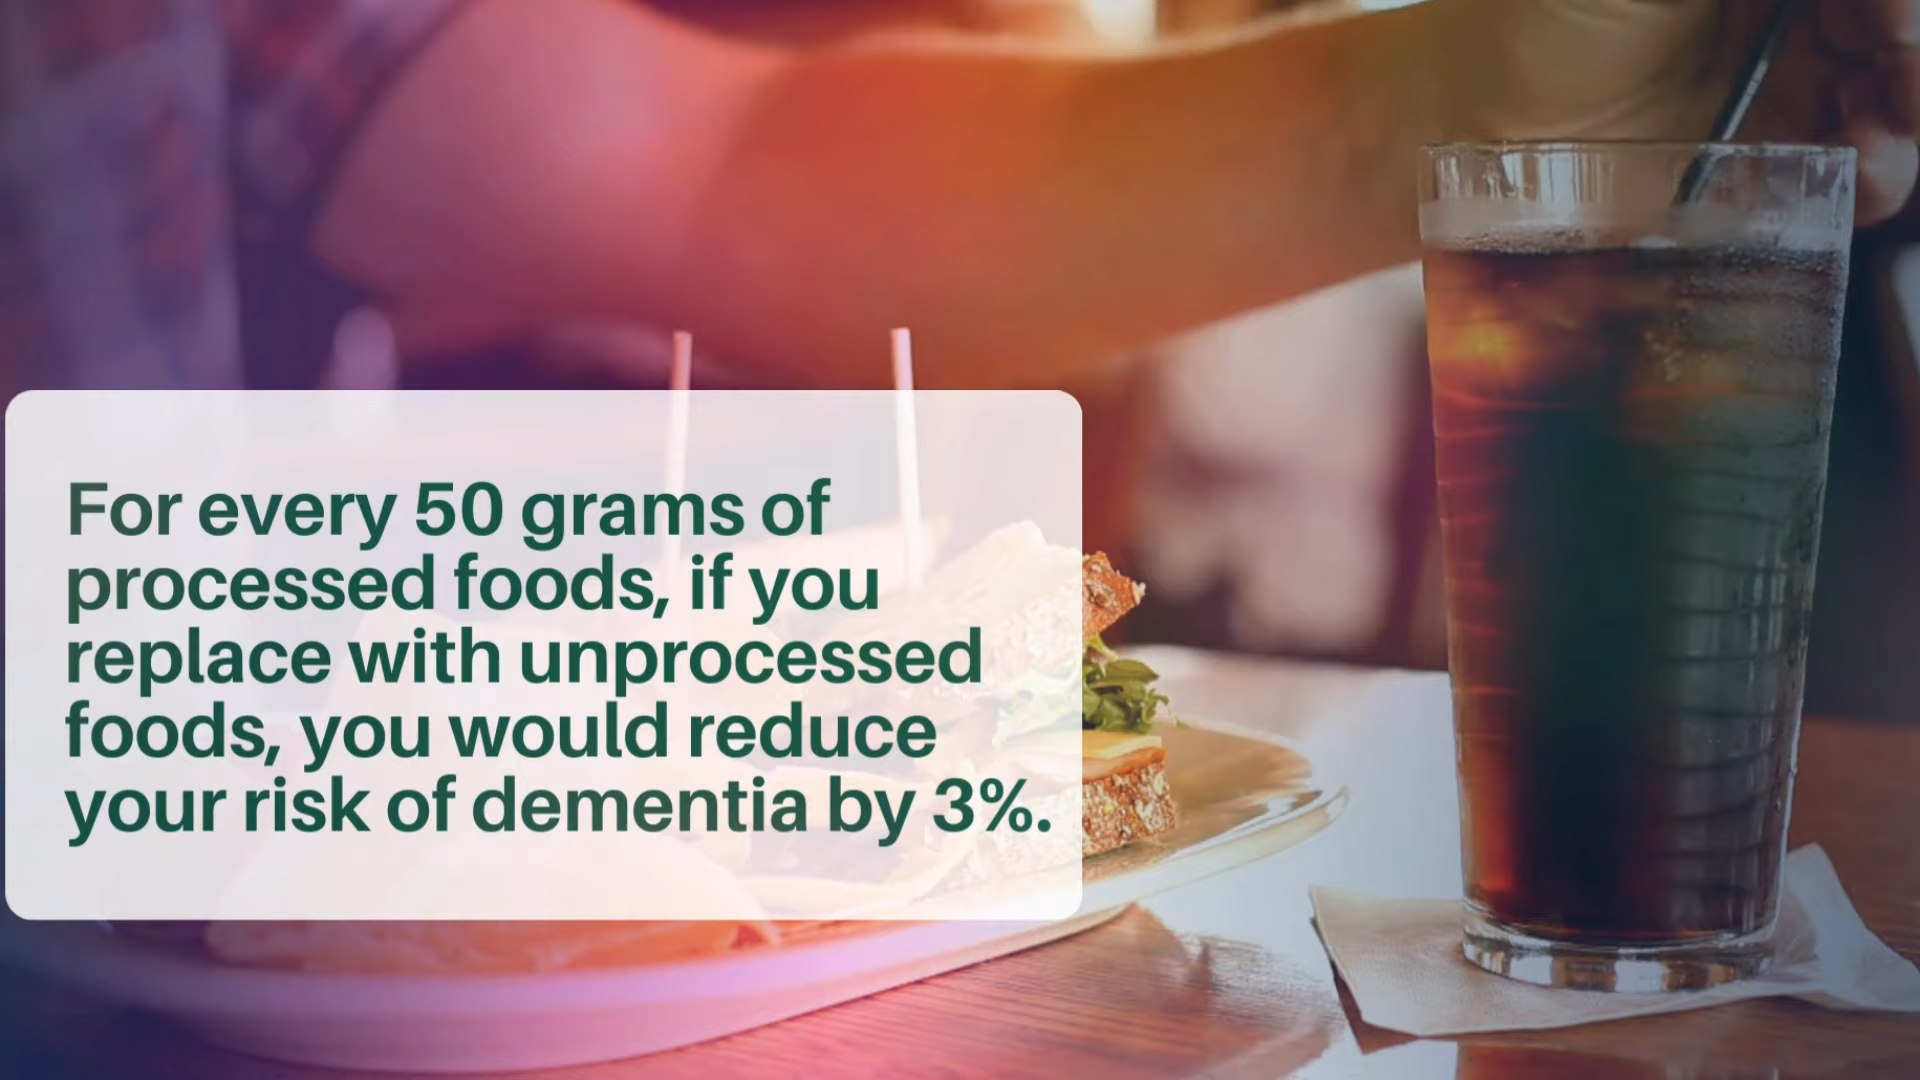 For every 50 grams of
processed foods, if you
replace with unprocessed
foods, you would reduce
your risk of dementia by 3%.